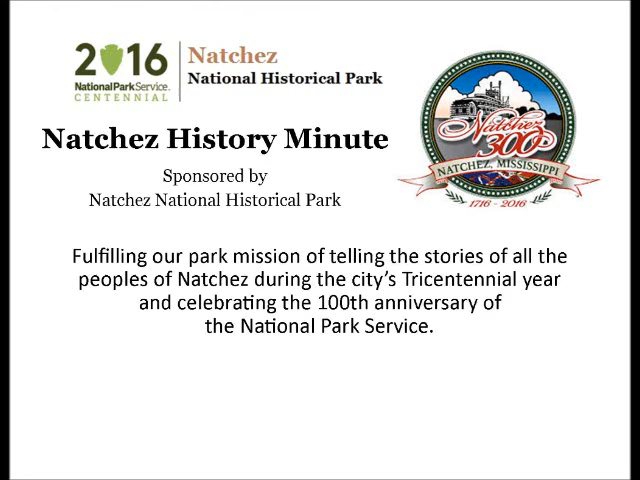 2016
National Park Service®
CENTENNIAL
Natchez
National Historical Park
Natchez History Minute
Sponsored by
Natchez National Historical Park
Natchez
300
NATCHEZ, MISSISSIPPI
1716 - 2016
Fulfilling our park mission of telling the stories of all the
peoples of Natchez during the city's Tricentennial year
and celebrating the 100th anniversary of
the National Park Service.